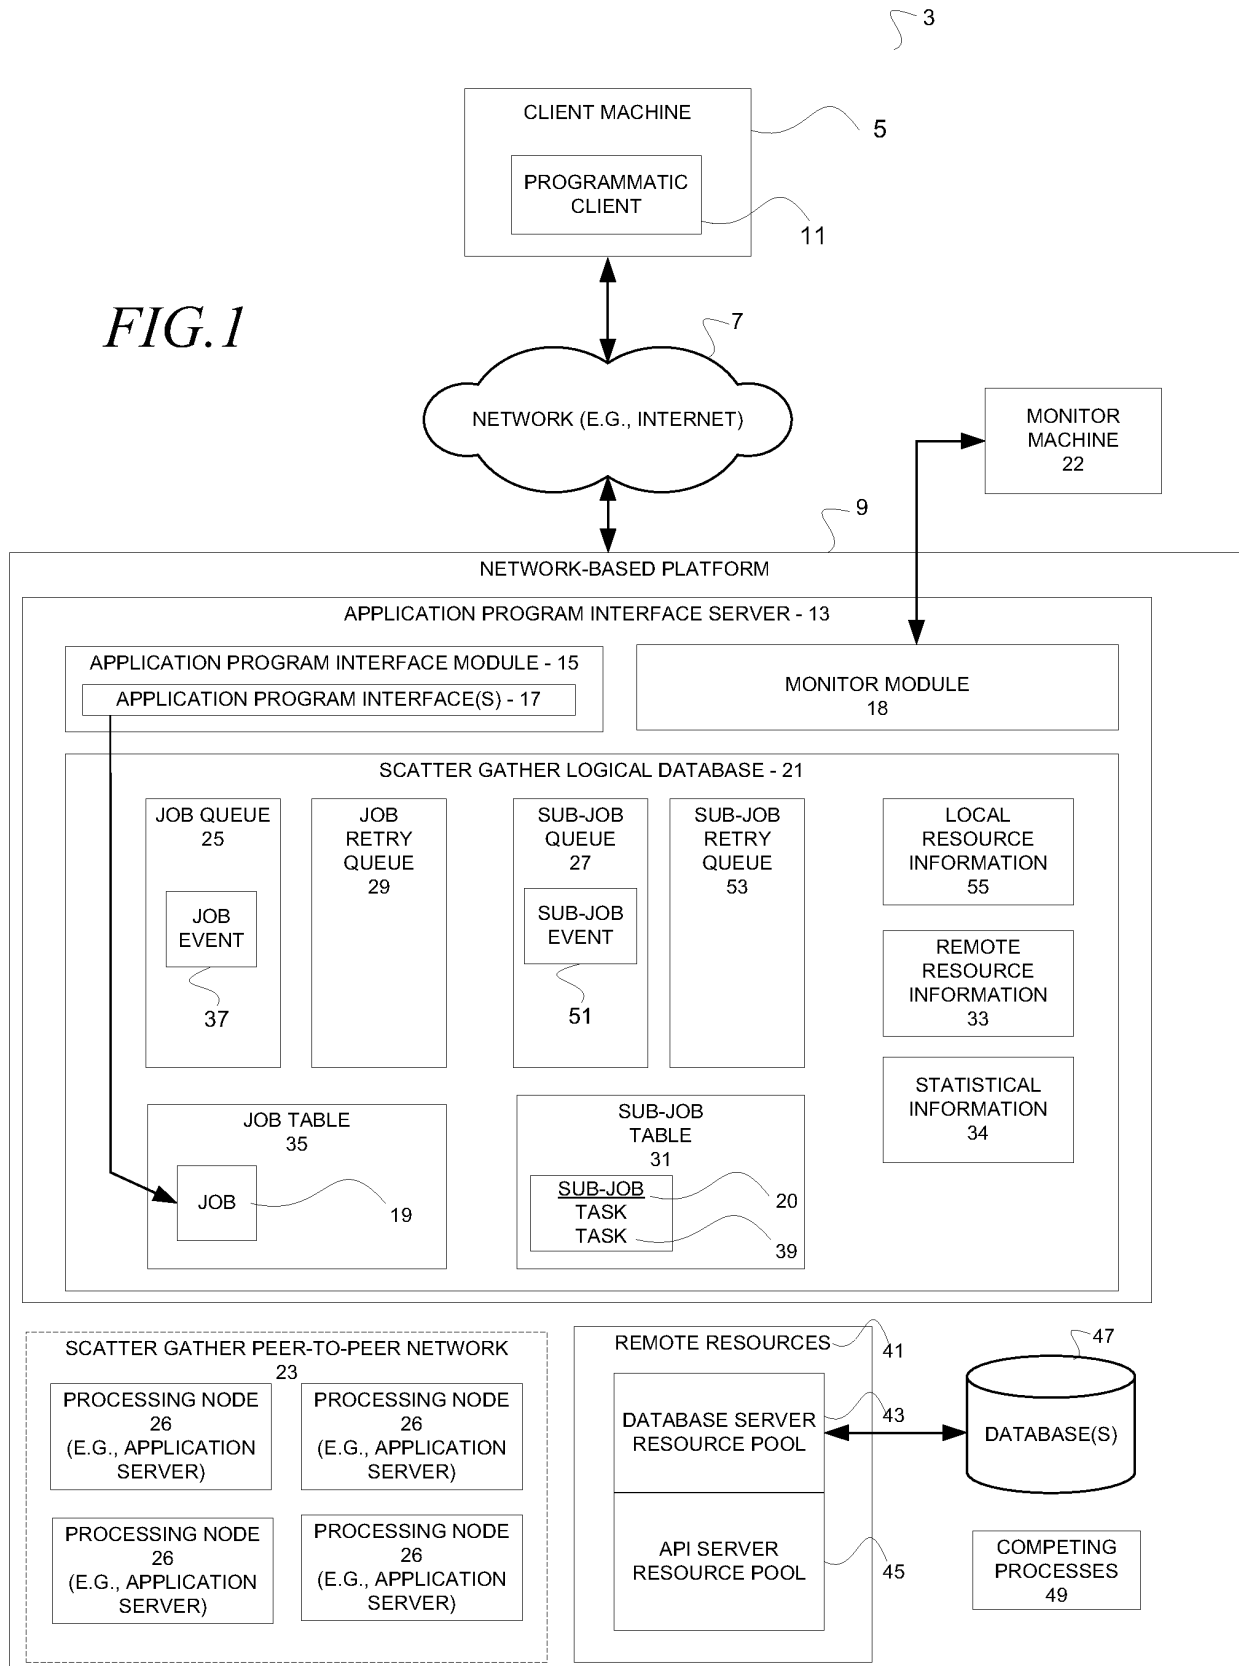 3
CLIENT MACHINE
5
PROGRAMMATIC
CLIENT
11
FIG.1
7
NETWORK (E.G., INTERNET)
MONITOR
MACHINE
22
9
NETWORK-BASED PLATFORM
APPLICATION PROGRAM INTERFACE SERVER - 13
APPLICATION PROGRAM INTERFACE MODULE - 15
APPLICATION PROGRAM INTERFACE(S) - 17
MONITOR MODULE
18
SCATTER GATHER LOGICAL DATABASE - 21
JOB QUEUE
25
JOB
EVENT
37
JOB
RETRY
QUEUE
29
SUB-JOB
QUEUE
27
SUB-JOB
EVENT
51
SUB-JOB
RETRY
QUEUE
53
LOCAL
RESOURCE
INFORMATION
55
REMOTE
RESOURCE
INFORMATION
33
STATISTICAL
INFORMATION
34
JOB TABLE
35
JOB
19
SUB-JOB
TABLE
31
SUB-JOB
TASK
TASK
20
39
SCATTER GATHER PEER-TO-PEER NETWORK
23
PROCESSING NODE
26
(E.G., APPLICATION
SERVER)
PROCESSING NODE
26
(E.G., APPLICATION
SERVER)
PROCESSING NODE
26
(E.G., APPLICATION
SERVER)
PROCESSING NODE
26
(E.G., APPLICATION
SERVER)
REMOTE RESOURCES
41
DATABASE SERVER
RESOURCE POOL
43
API SERVER
RESOURCE POOL
45
47
DATABASE(S)
COMPETING
PROCESSES
49